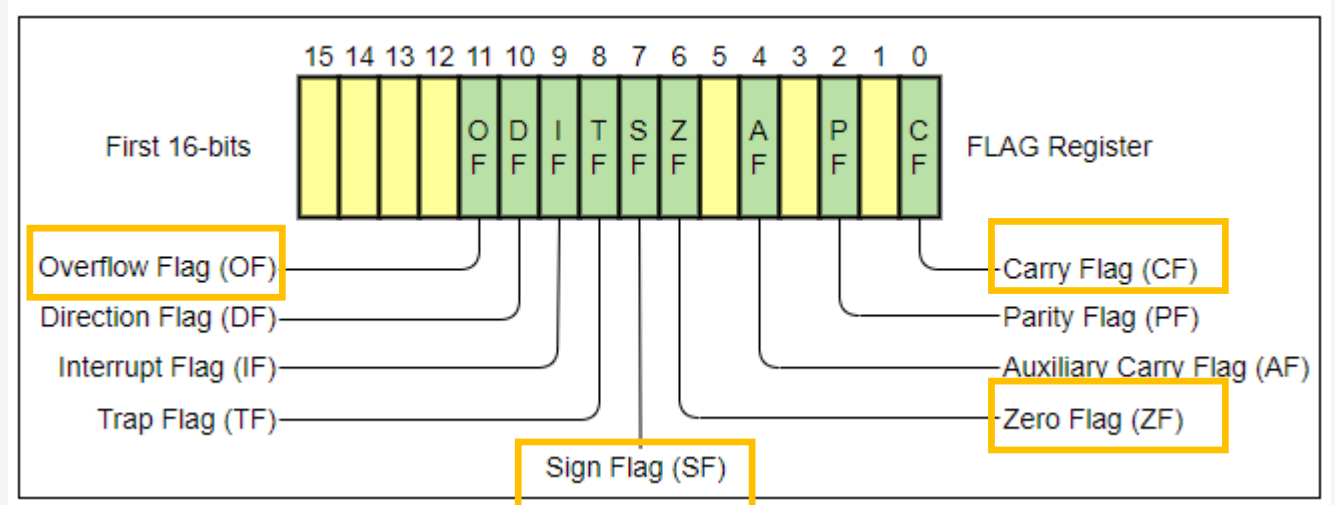 15 14 13 12 11 10 9 8 7 6 5 4 3 2 1 0
First 16-bits
O D I T S Z A P C
F F F F F F F F F
FLAG Register
Overflow Flag (OF)
Carry Flag (CF)
Direction Flag (DF)
Parity Flag (PF)
Interrupt Flag (IF)
Auxiliary Carry Flag (AF)
Trap Flag (TF)
Zero Flag (ZF)
Sign Flag (SF)